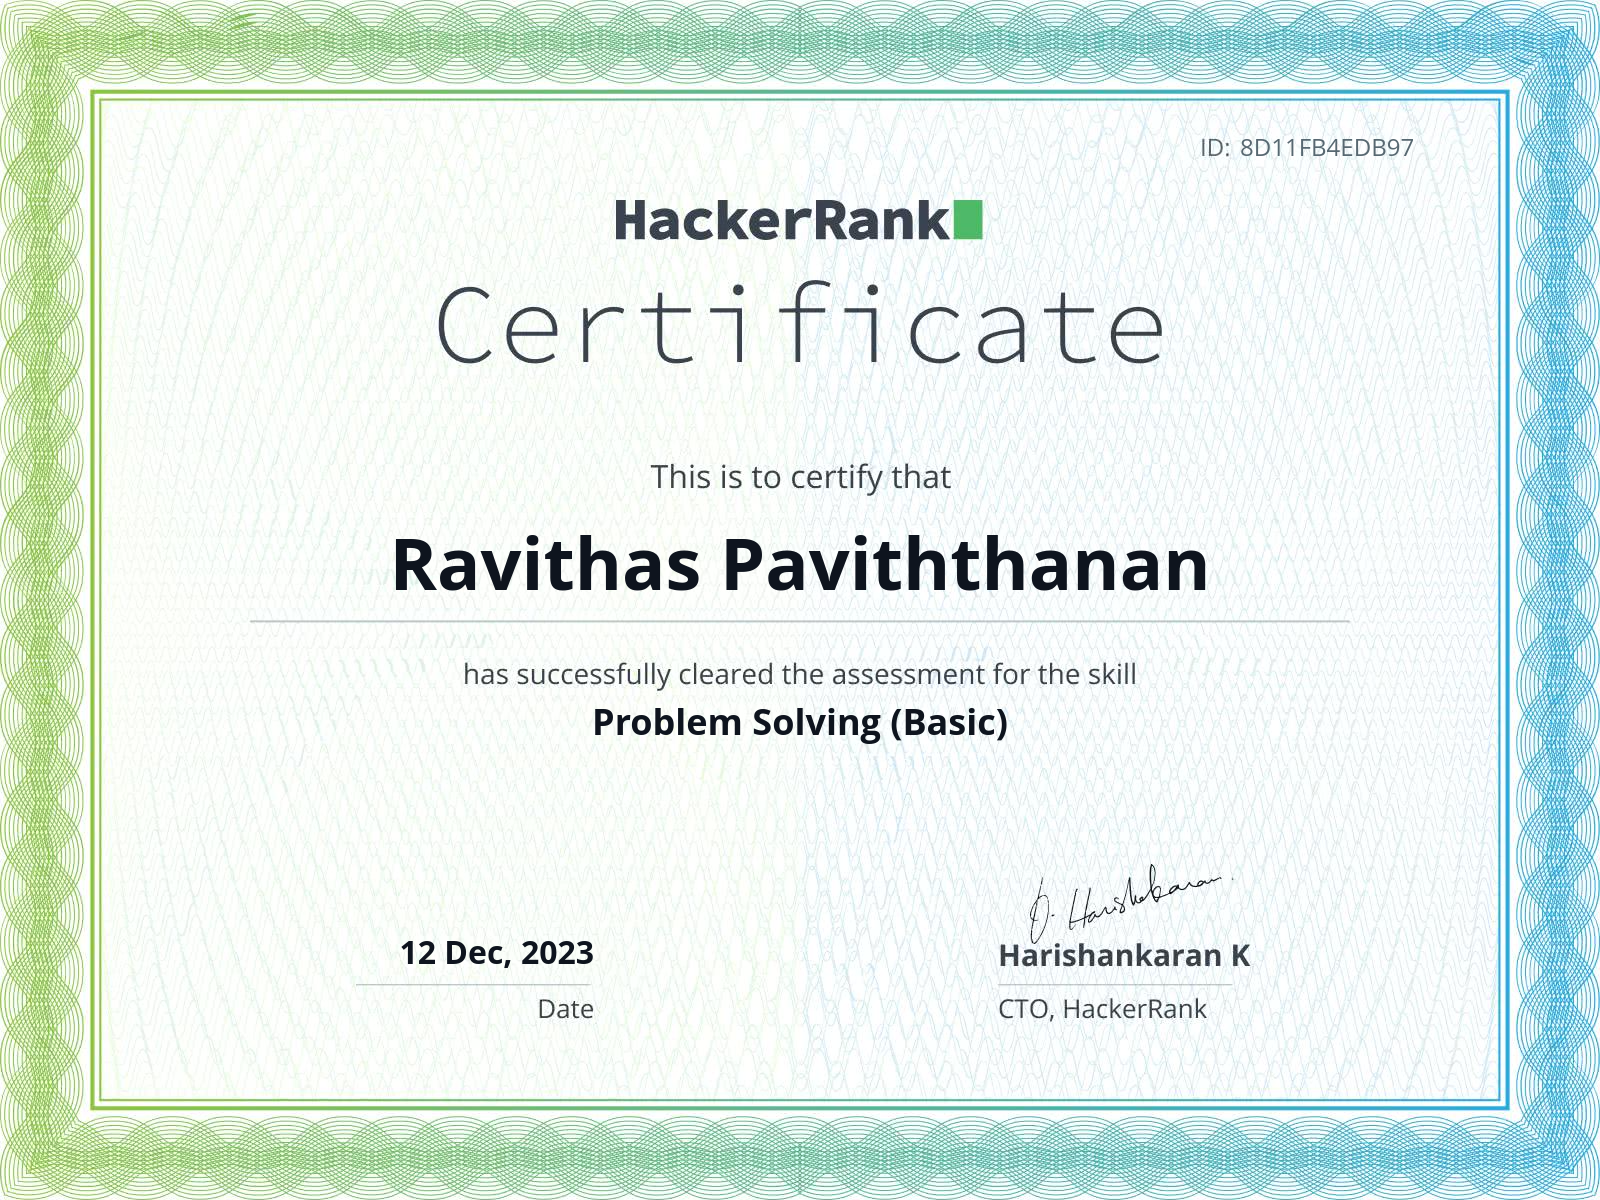 ID: 8D11FB4EDB97
HackerRank
Certificate
This is to certify that
Ravithas Paviththanan
has successfully cleared the assessment for the skill
Problem Solving (Basic)
12 Dec, 2023
Date
Harishankaran K
CTO, HackerRank